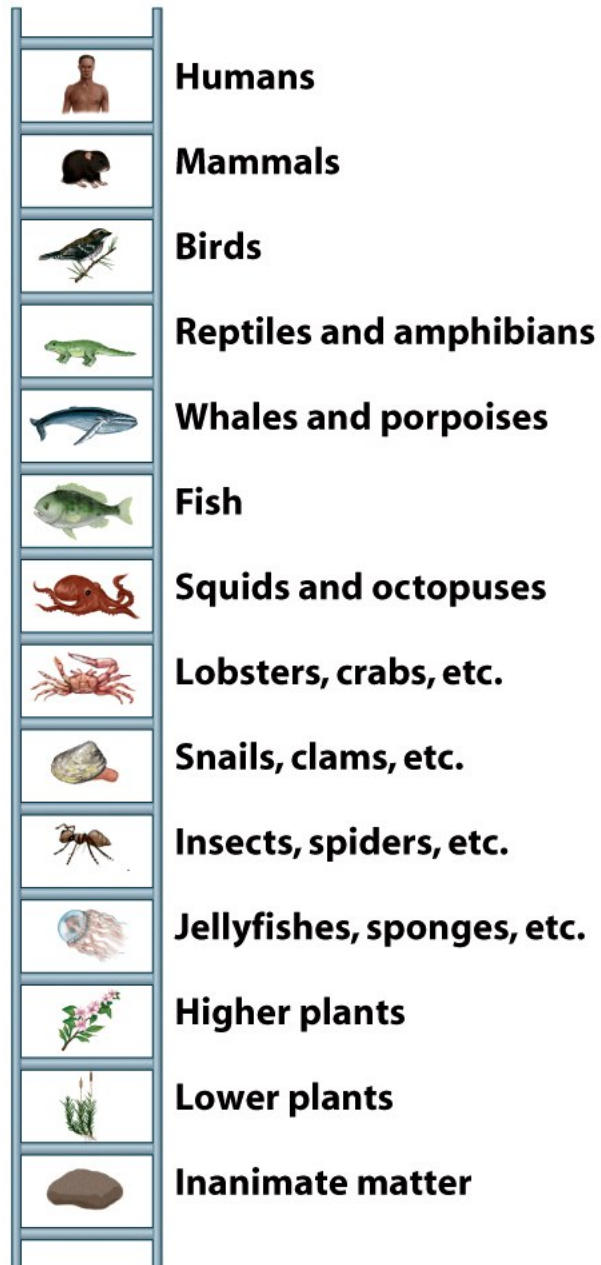 Humans
Mammals
Birds
Reptiles and amphibians
Whales and porpoises
Fish
Squids and octopuses
Lobsters, crabs, etc.
Snails, clams, etc.
Insects, spiders, etc.
Jellyfishes, sponges, etc.
Higher plants
Lower plants
Inanimate matter